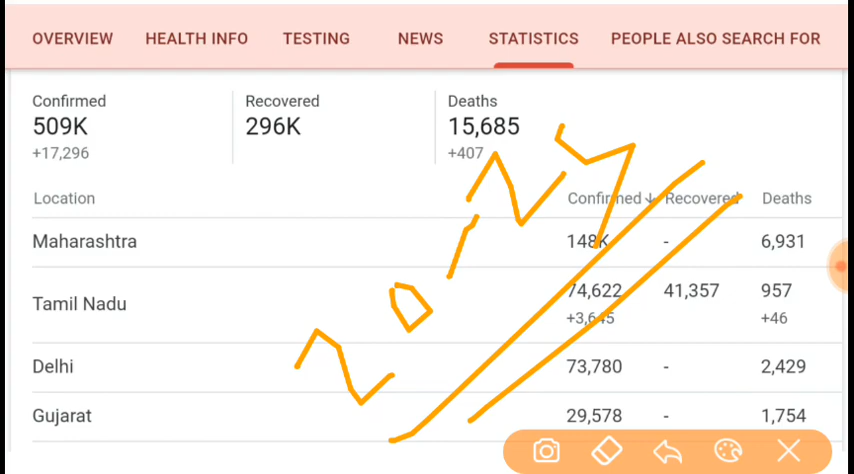 OVERVIEW HEALTH INFO TESTING NEWS STATISTICS PEOPLE ALSO SEARCH FOR
Confirmed Recovered Deaths
509K 296K 15,685
+17,296 +407
Location Confirmed ↓ Recovered Deaths
Maharashtra 148K - 6,931
Tamil Nadu 74,622 41,357 957
+3,645 +46
Delhi 73,780 - 2,429
Gujarat 29,578 - 1,754